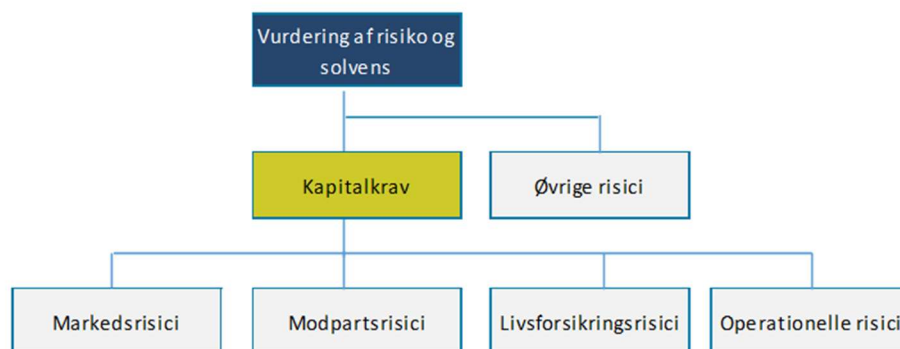 Vurdering af risiko og
solvens
Kapitalkrav
Øvrige risici
Markedsrisici
Modpartsrisici
Livsforsikringsrisici
Operationelle risici